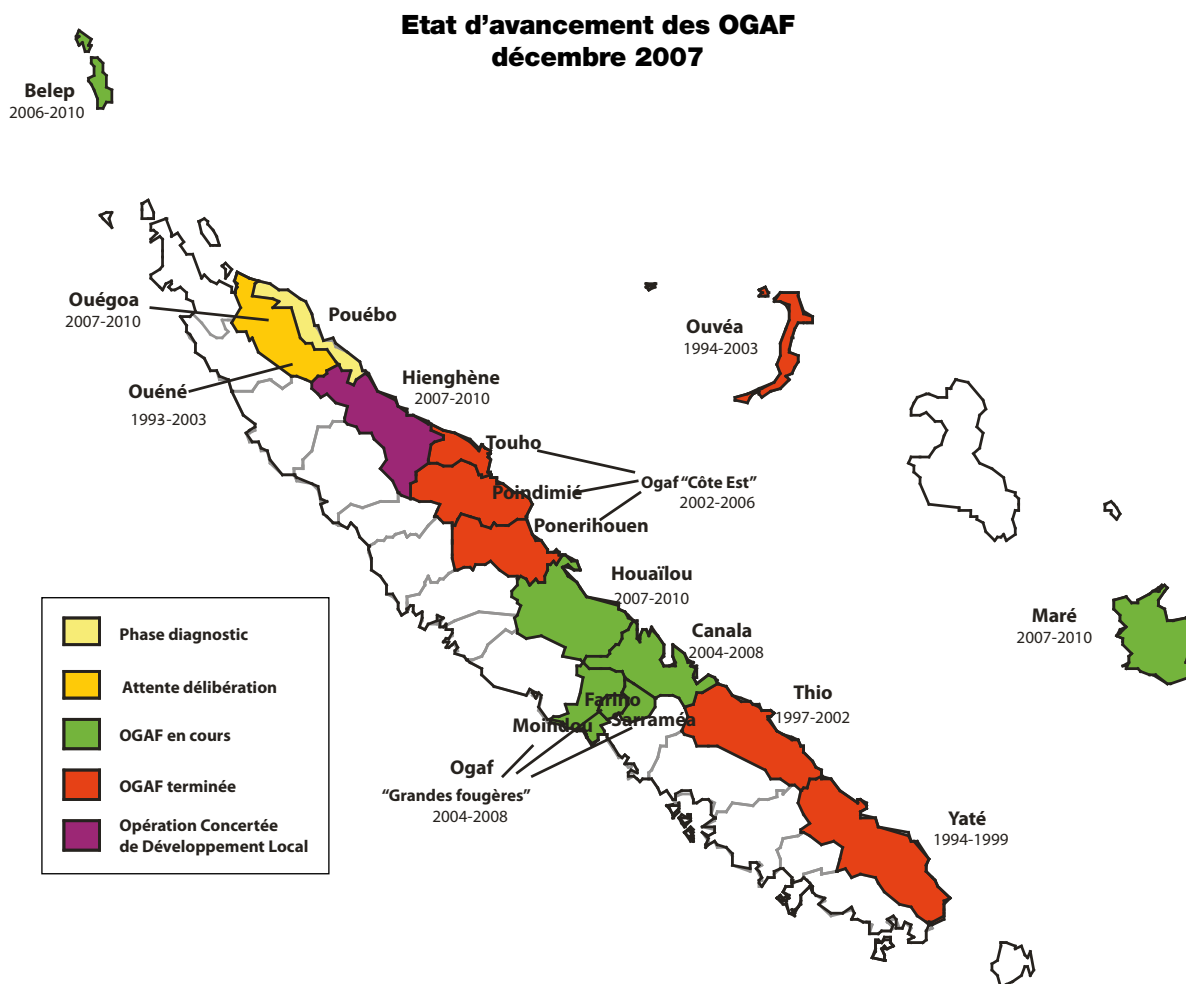 Etat d'avancement des OGAF
décembre 2007
Belep
2006-2010
Ouégoa
2007-2010
Pouébo
Ouvéa
1994-2003
Ouéné
1993-2003
Hienghène
2007-2010
Touho
Ogaf "Côte Est"
2002-2006
Poindimié
Ponerihouen
Houaïlou
2007-2010
Canala
2004-2008
Maré
2007-2010
Thio
1997-2002
Farino
Moindou
Sarraméa
Ogaf
"Grandes fougères"
2004-2008
Yaté
1994-1999
Phase diagnostic
Attente délibération
OGAF en cours
OGAF terminée
Opération Concertée
de Développement Local